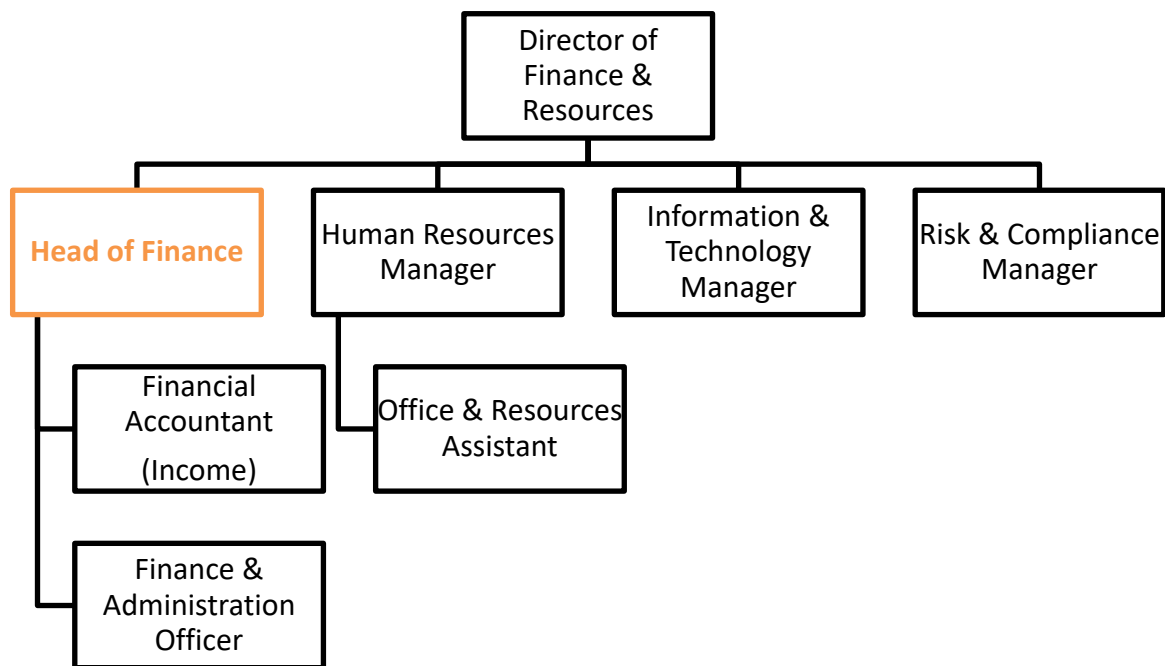 Director of
Finance &
Resources
Head of Finance
Human Resources
Manager
Information &
Technology
Manager
Risk & Compliance
Manager
Financial
Accountant
(Income)
Office & Resources
Assistant
Finance &
Administration
Officer